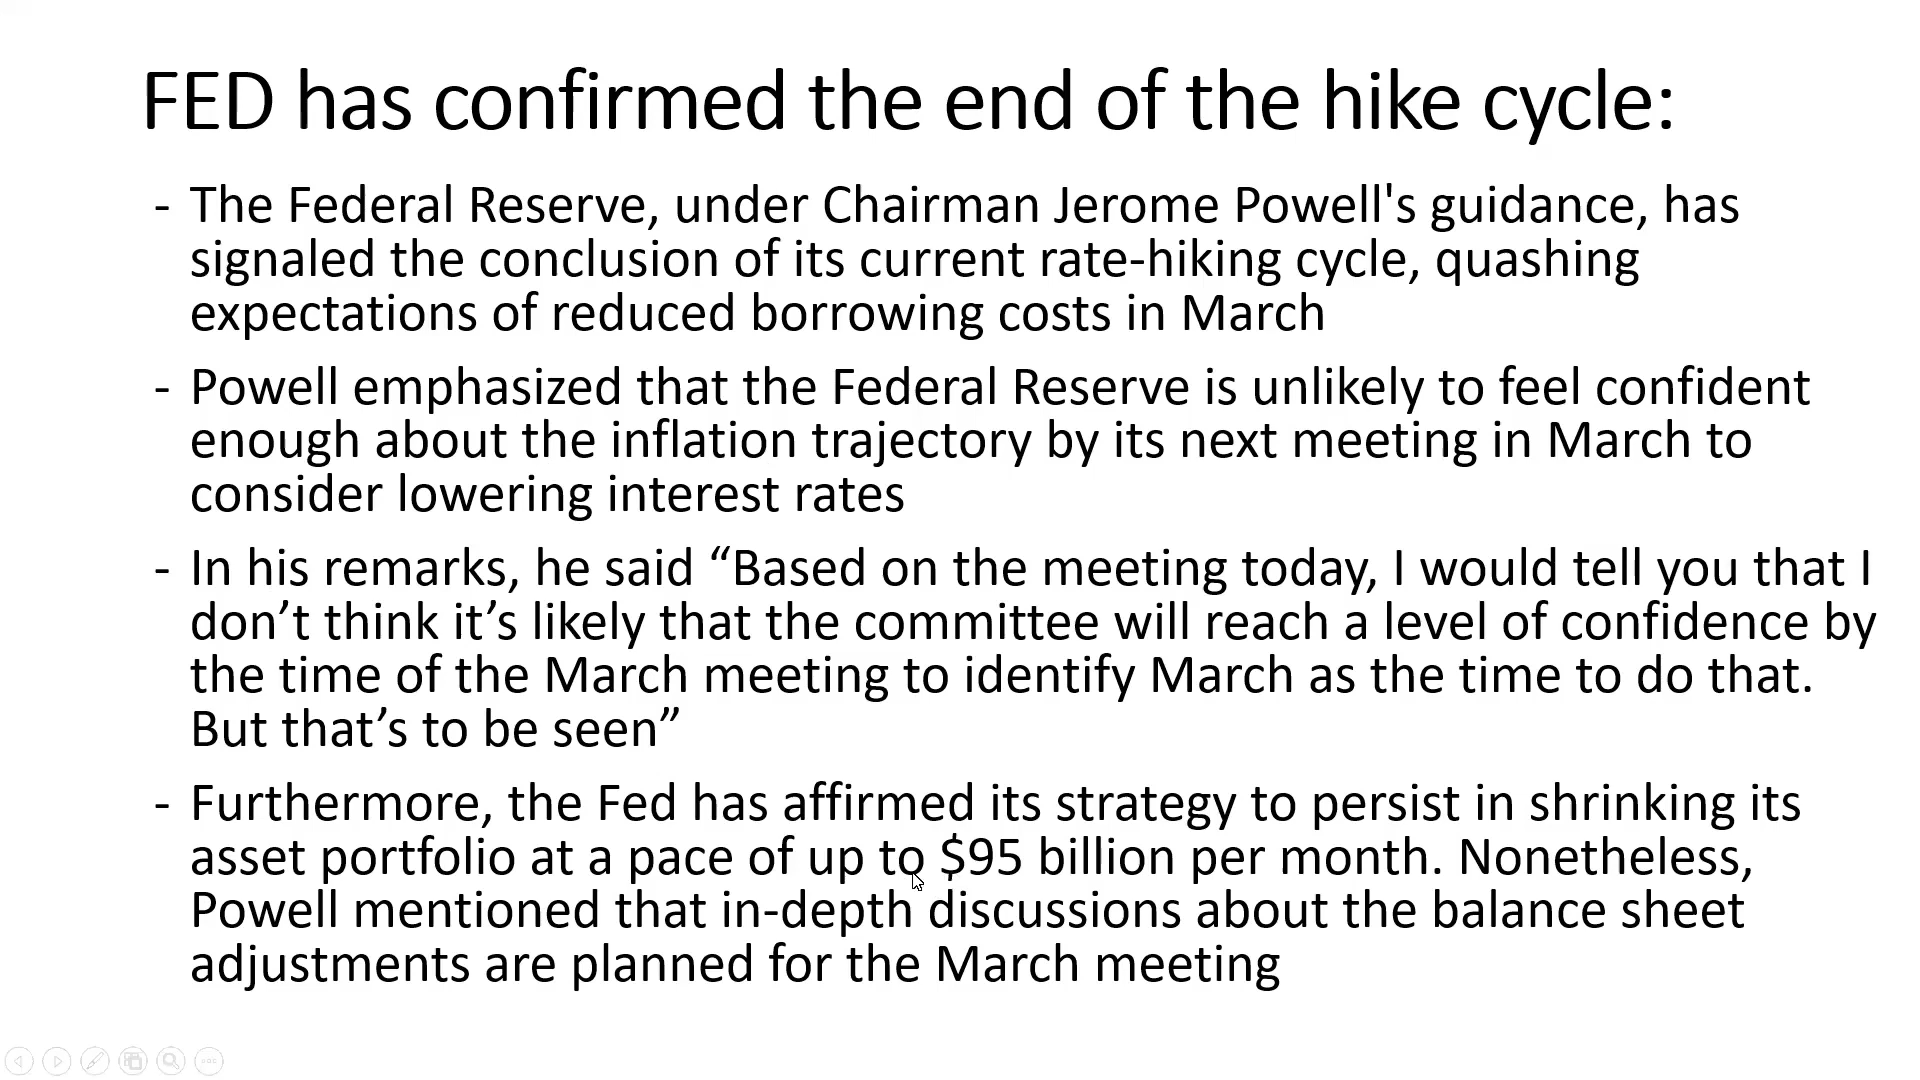 FED has confirmed the end of the hike cycle:
- The Federal Reserve, under Chairman Jerome Powell's guidance, has
signaled the conclusion of its current rate-hiking cycle, quashing
expectations of reduced borrowing costs in March
- Powell emphasized that the Federal Reserve is unlikely to feel confident
enough about the inflation trajectory by its next meeting in March to
consider lowering interest rates
- In his remarks, he said “Based on the meeting today, I would tell you that I
don’t think it’s likely that the committee will reach a level of confidence by
the time of the March meeting to identify March as the time to do that.
But that’s to be seen”
- Furthermore, the Fed has affirmed its strategy to persist in shrinking its
asset portfolio at a pace of up to $95 billion per month. Nonetheless,
Powell mentioned that in-depth discussions about the balance sheet
adjustments are planned for the March meeting